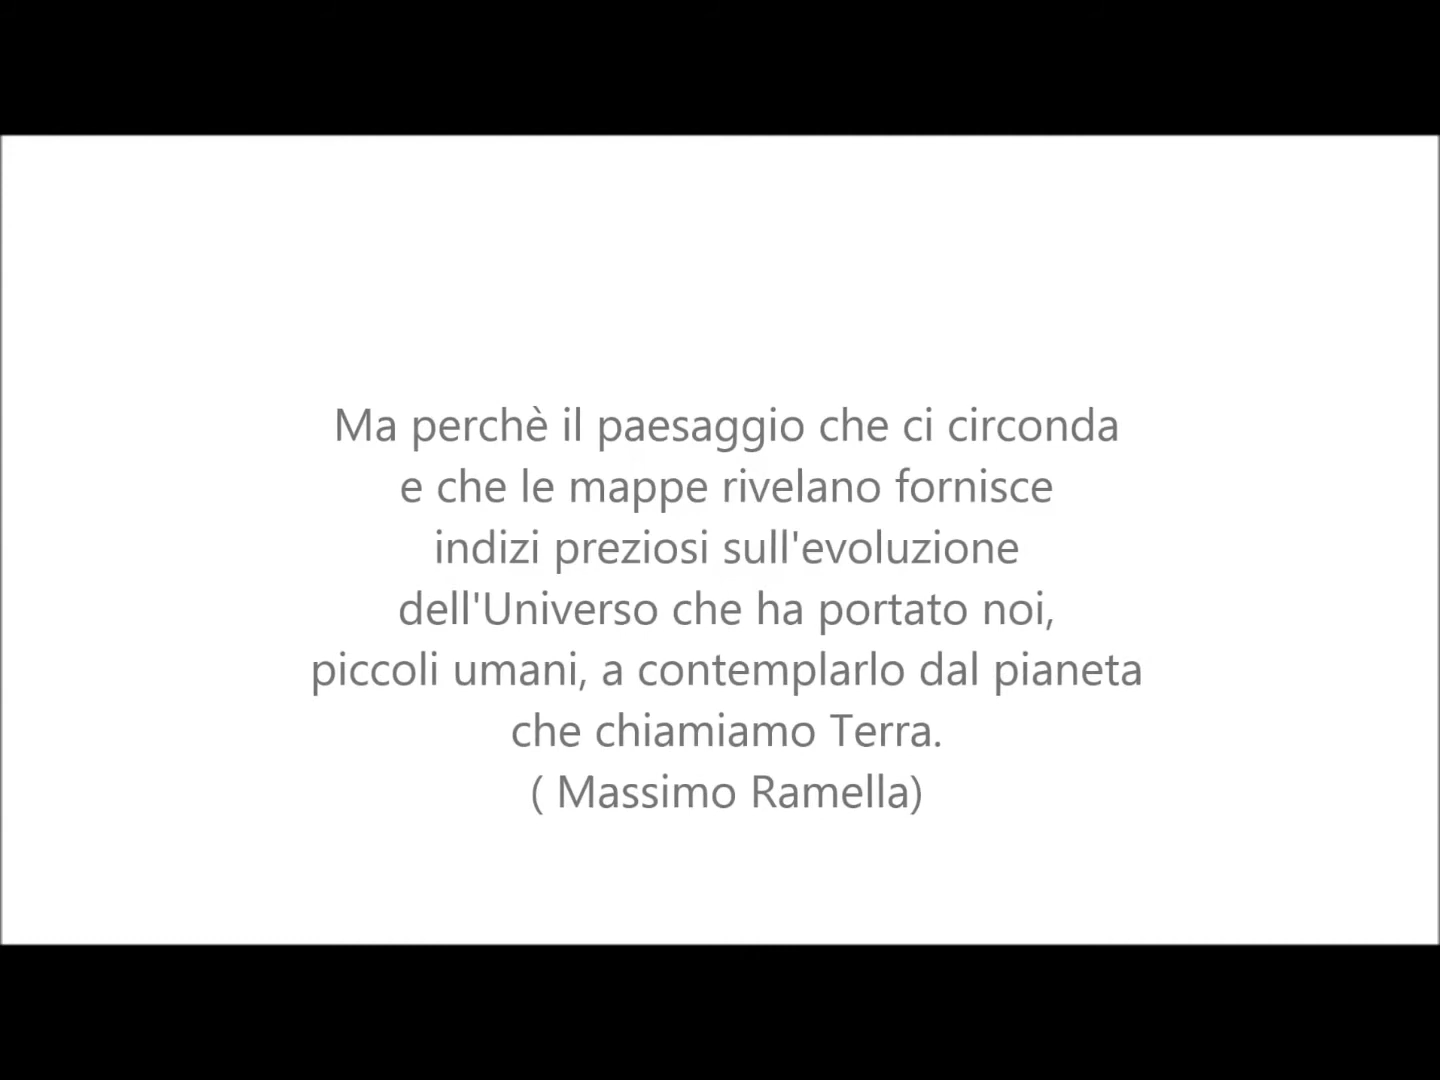 Ma perchè il paesaggio che ci circonda
e che le mappe rivelano fornisce
indizi preziosi sull'evoluzione
dell'Universo che ha portato noi,
piccoli umani, a contemplarlo dal pianeta
che chiamiamo Terra.
( Massimo Ramella)